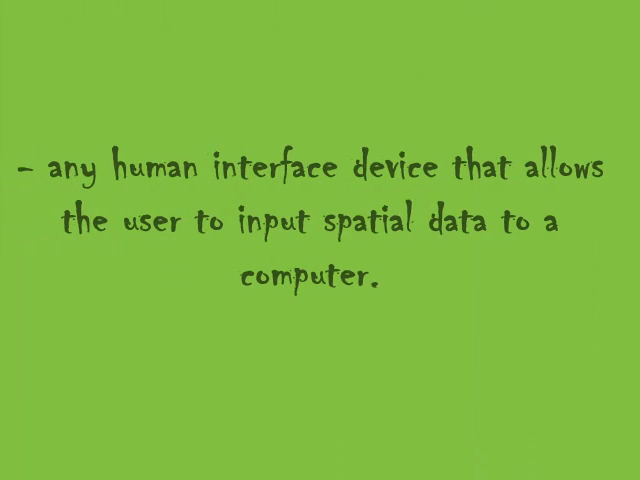 - any human interface device that allows
the user to input spatial data to a
computer.